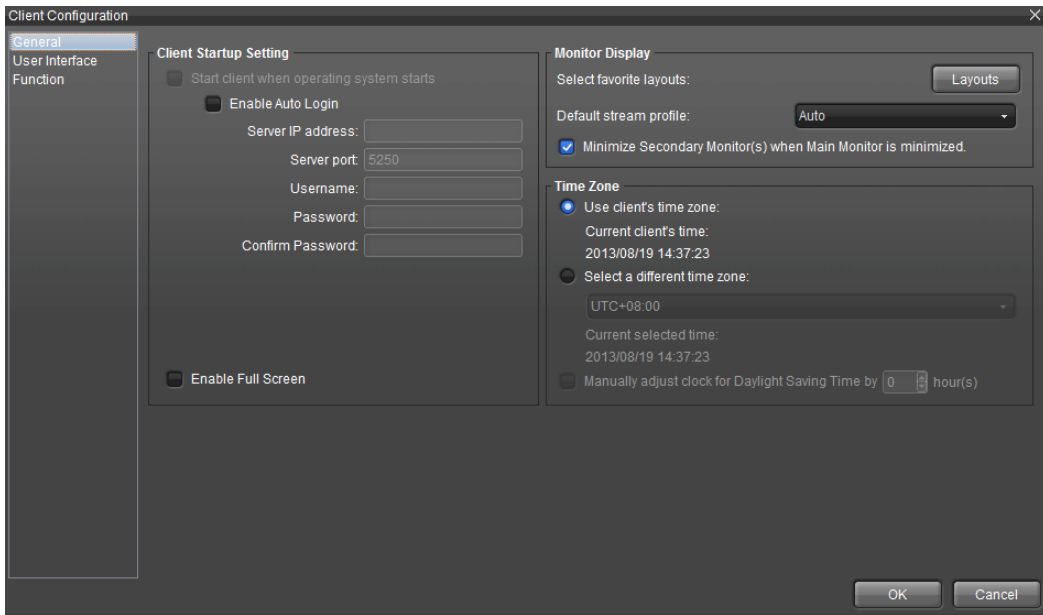 Client Configuration
General
User Interface
Function
Client Startup Setting
Start client when operating system starts
Enable Auto Login
Server IP address:
Server port: 5250
Username:
Password:
Confirm Password:
Enable Full Screen
Monitor Display
Select favorite layouts: Layouts
Default stream profile: Auto
Minimize Secondary Monitor(s) when Main Monitor is minimized.
Time Zone
Use client's time zone:
Current client's time:
2013/08/19 14:37:23
Select a different time zone:
UTC+08:00
Current selected time:
2013/08/19 14:37:23
Manually adjust clock for Daylight Saving Time by 0 hour(s)
OK Cancel